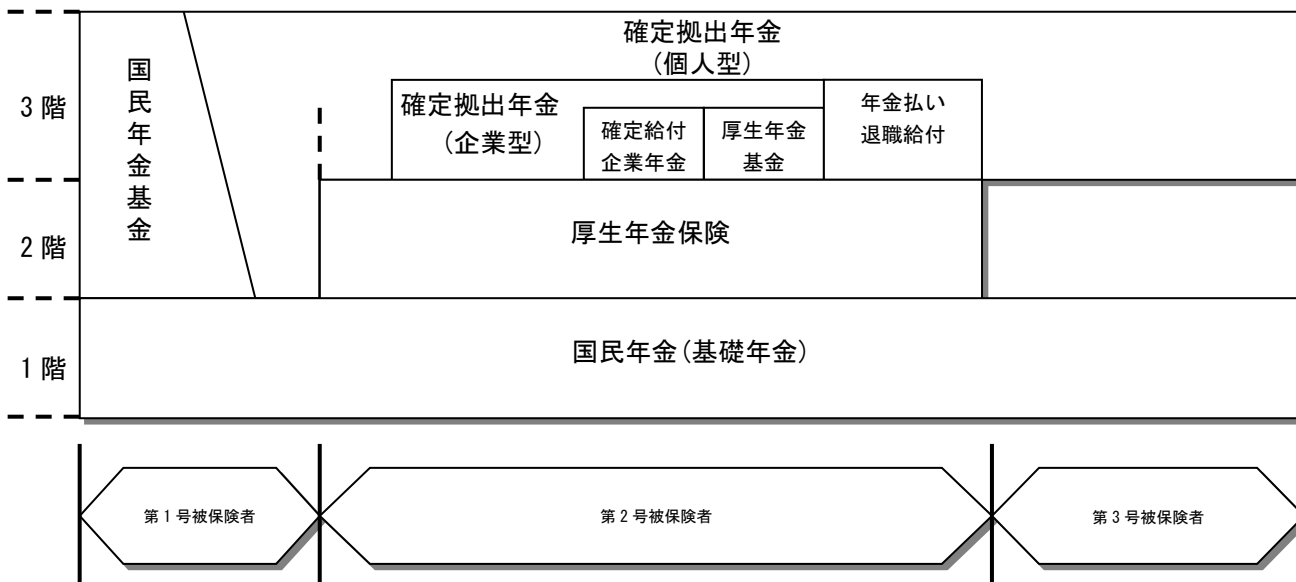 確定拠出年金
(個人型)
国民年金基金
3階
確定拠出年金
(企業型)
確定給付
企業年金
厚生年金
基金
年金払い
退職給付
2階
厚生年金保険
1階
国民年金(基礎年金)
第1号被保険者
第2号被保険者
第3号被保険者